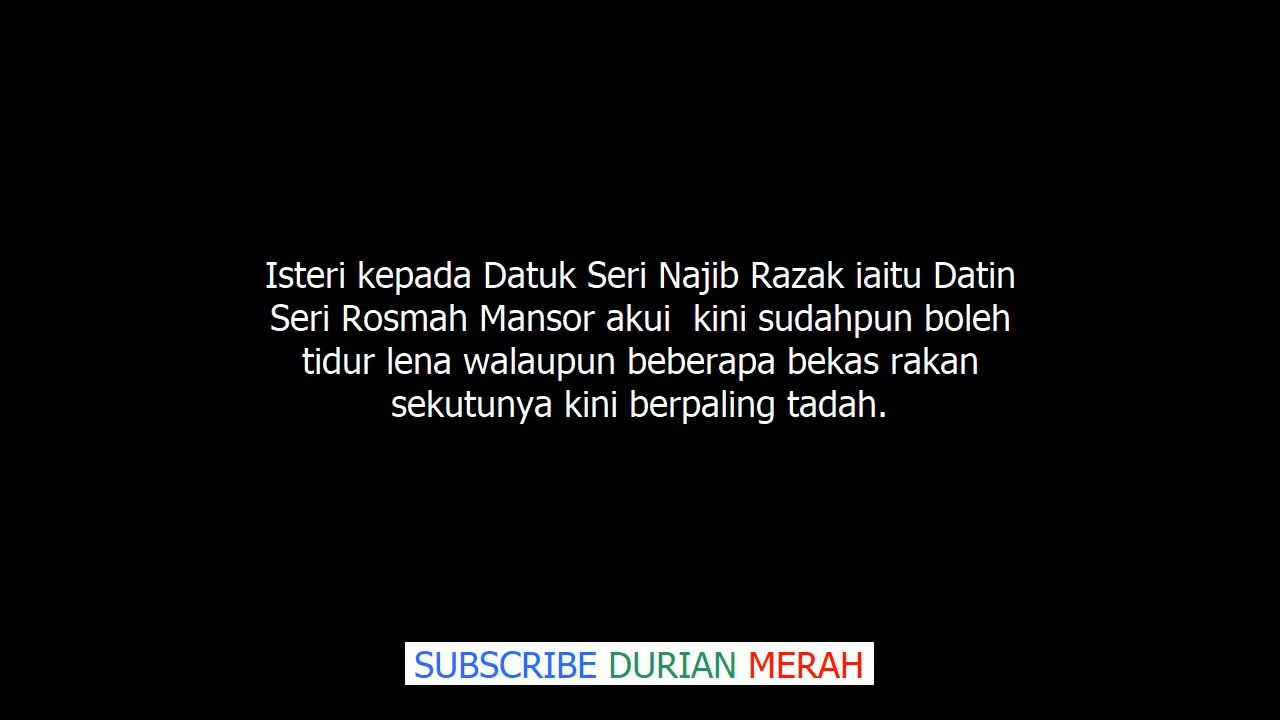 Isteri kepada Datuk Seri Najib Razak iaitu Datin
Seri Rosmah Mansor akui  kini sudahpun boleh
tidur lena walaupun beberapa bekas rakan
sekutunya kini berpaling tadah.
SUBSCRIBE DURIAN MERAH